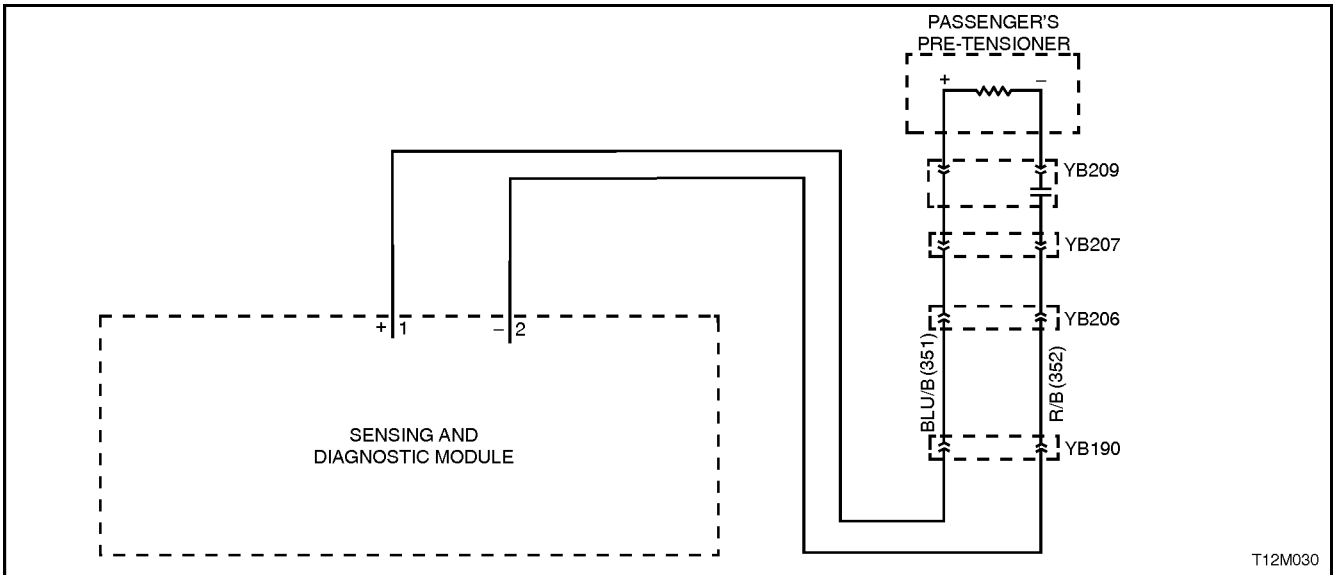 PASSENGER'S
PRE-TENSIONER
+ −
YB209
YB207
YB206
BLU/B (351)
R/B (352)
YB190
+ 1
− 2
SENSING AND
DIAGNOSTIC MODULE
T12M030